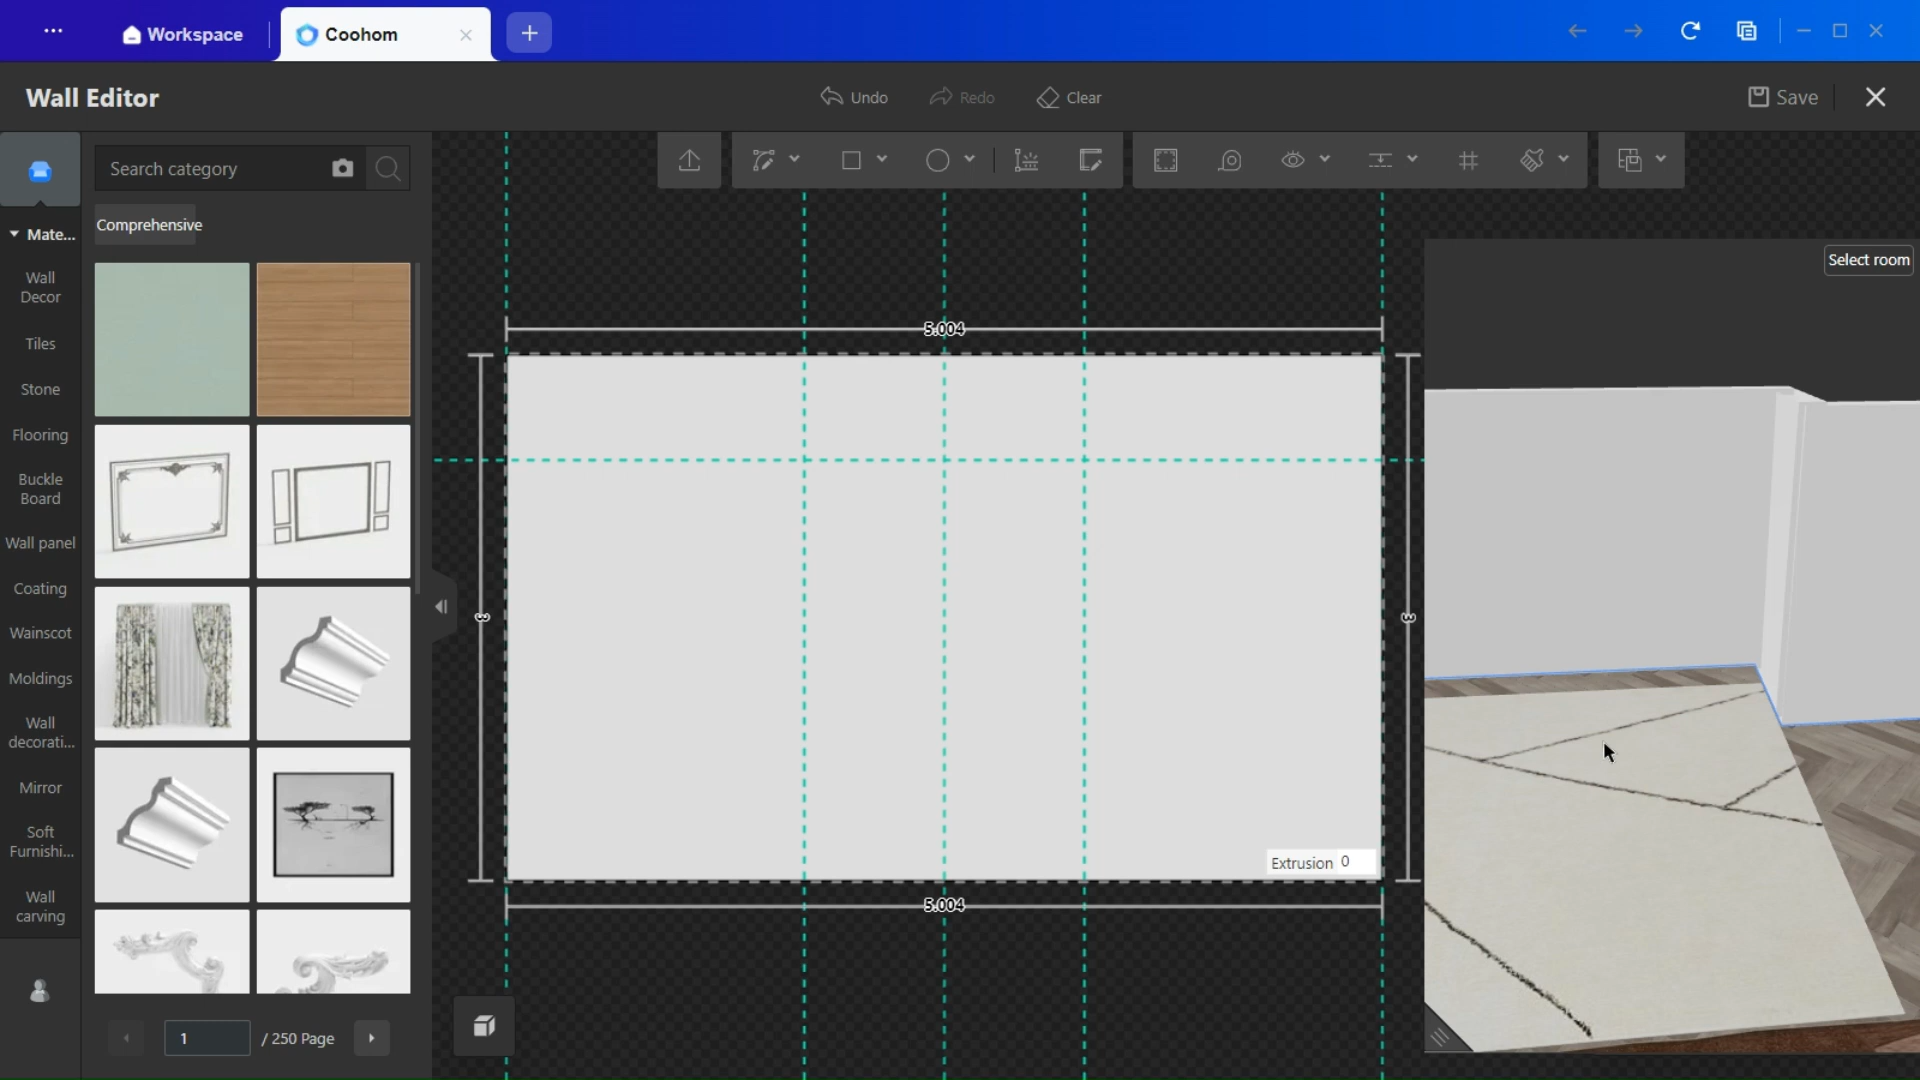 Workspace
Coohom
Wall Editor
Undo
Redo
Clear
Save
Search category
Comprehensive
Mate...
Wall
Decor
Tiles
Stone
Flooring
Buckle
Board
Wall panel
Coating
Wainscot
Moldings
Wall
decorati...
Mirror
Soft
Furnishi...
Wall
carving
1
/ 250 Page
5.004
3
3
Extrusion 0
5.004
Select room